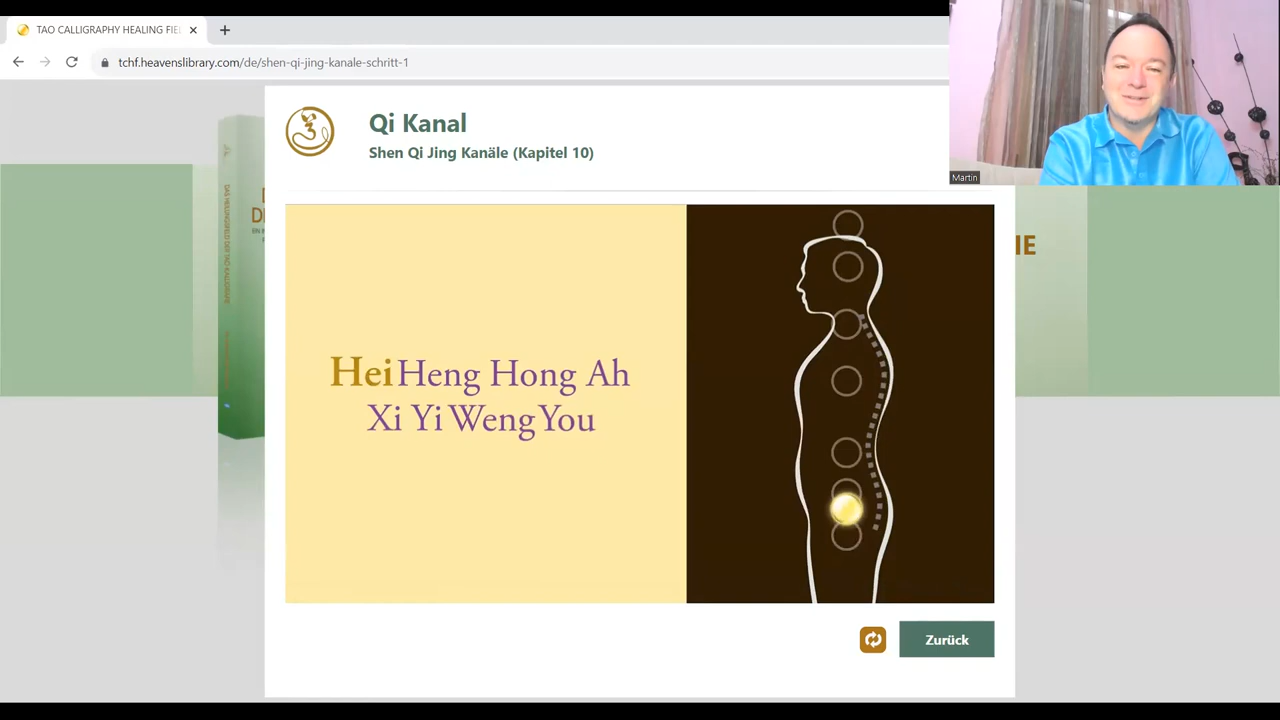 TAO CALLIGRAPHY HEALING FIE
tchf.heavenslibrary.com/de/shen-qi-jing-kanale-schritt-1
Martin
Qi Kanal
Shen Qi Jing Kanäle (Kapitel 10)
Hei Heng Hong Ah
Xi Yi Weng You
Zurück